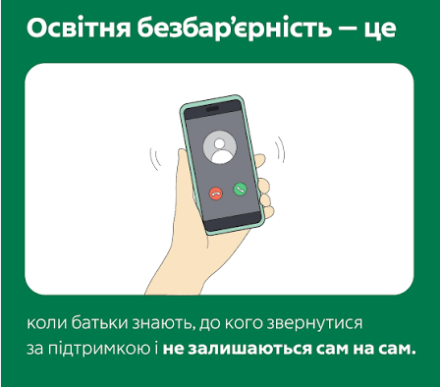 Освітня безбар’єрність — це
коли батьки знають, до кого звернутися
за підтримкою і не залишаються сам на сам.